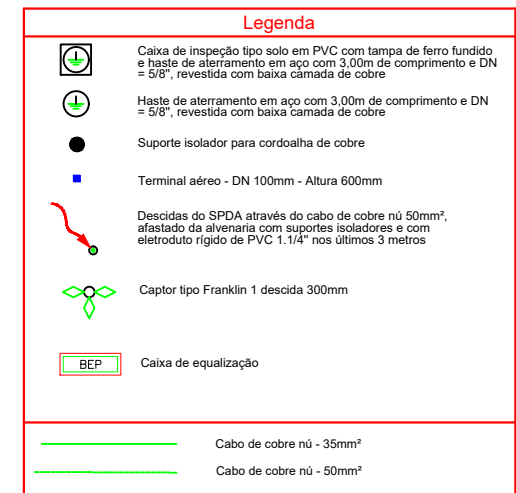 Legenda
Caixa de inspeção tipo solo em PVC com tampa de ferro fundido
e haste de aterramento em aço com 3,00m de comprimento e DN
= 5/8", revestida com baixa camada de cobre
Haste de aterramento em aço com 3,00m de comprimento e DN
= 5/8", revestida com baixa camada de cobre
Suporte isolador para cordoalha de cobre
Terminal aéreo - DN 100mm - Altura 600mm
Descidas do SPDA através do cabo de cobre nú 50mm²,
afastado da alvenaria com suportes isoladores e com
eletroduto rígido de PVC 1.1/4" nos últimos 3 metros
Captor tipo Franklin 1 descida 300mm
BEP
Caixa de equalização
Cabo de cobre nú - 35mm²
Cabo de cobre nú - 50mm²